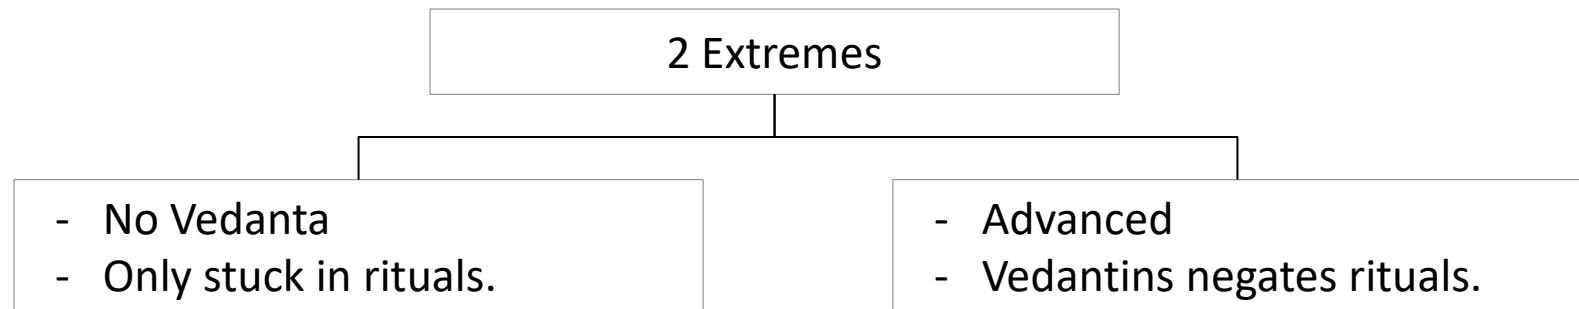 2 Extremes
- No Vedanta
- Only stuck in rituals.
- Advanced
- Vedantins negates rituals.